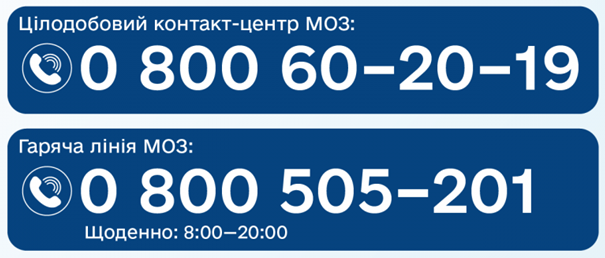 Цілодобовий контакт-центр МОЗ:
0 800 60–20–19
Гаряча лінія МОЗ:
0 800 505–201
Щоденно: 8:00—20:00